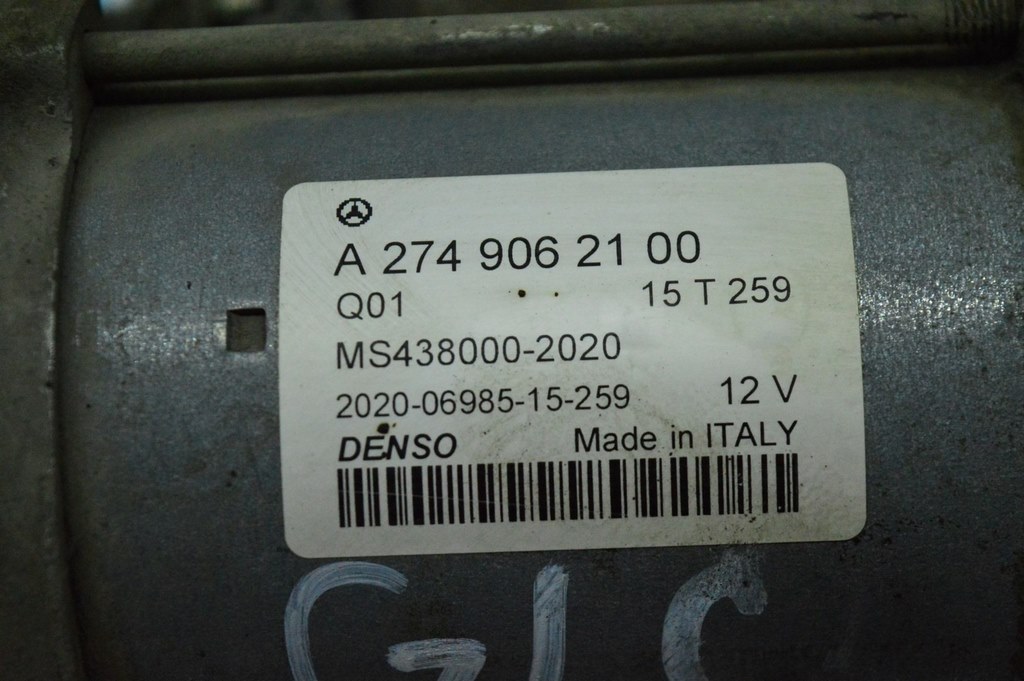 A 274 906 21 00
Q01 15 T 259
MS438000-2020
2020-06985-15-259 12 V
DENSO Made in ITALY
GLC